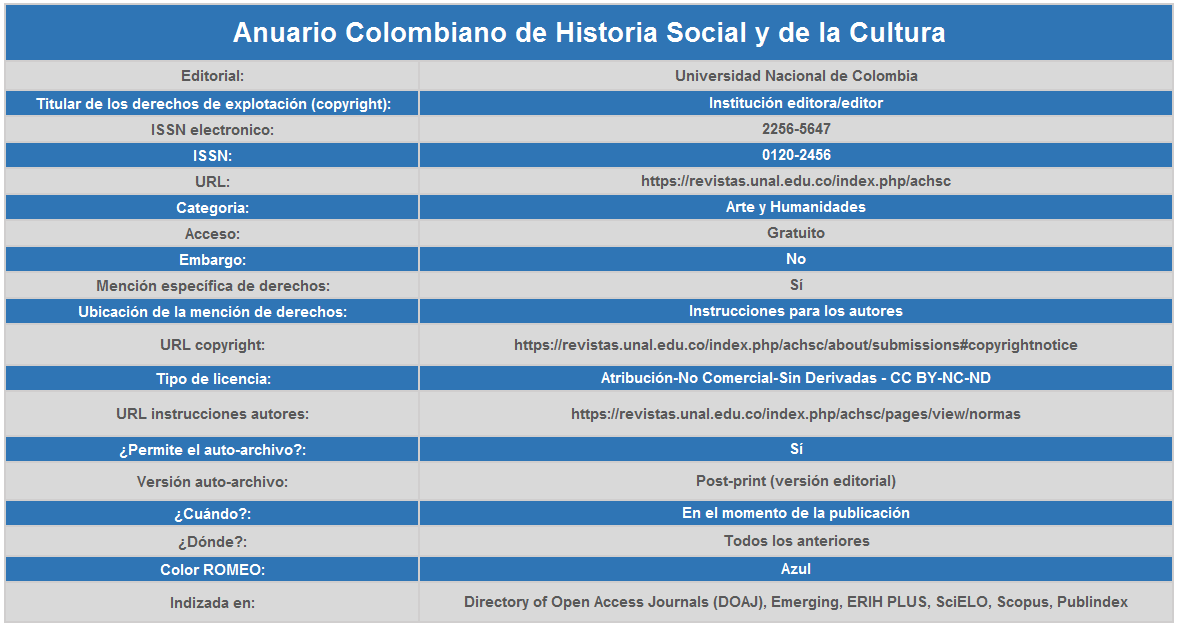 Anuario Colombiano de Historia Social y de la Cultura
Editorial: Universidad Nacional de Colombia
Titular de los derechos de explotación (copyright): Institución editora/editor
ISSN electronico: 2256-5647
ISSN: 0120-2456
URL: https://revistas.unal.edu.co/index.php/achsc
Categoria: Arte y Humanidades
Acceso: Gratuito
Embargo: No
Mención específica de derechos: Sí
Ubicación de la mención de derechos: Instrucciones para los autores
URL copyright: https://revistas.unal.edu.co/index.php/achsc/about/submissions#copyrightnotice
Tipo de licencia: Atribución-No Comercial-Sin Derivadas - CC BY-NC-ND
URL instrucciones autores: https://revistas.unal.edu.co/index.php/achsc/pages/view/normas
¿Permite el auto-archivo?: Sí
Versión auto-archivo: Post-print (versión editorial)
¿Cuándo?: En el momento de la publicación
¿Dónde?: Todos los anteriores
Color ROMEO: Azul
Indizada en: Directory of Open Access Journals (DOAJ), Emerging, ERIH PLUS, SciELO, Scopus, Publindex